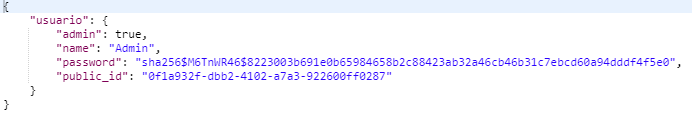 {
"usuario": {
"admin": true,
"name": "Admin",
"password": "sha256$M6TnWR46$8223003b691e0b65984658b2c88423ab32a46cb46b31c7ebcd60a94dddf4f5e0",
"public_id": "0f1a932f-dbb2-4102-a7a3-922600ff0287"
}
}